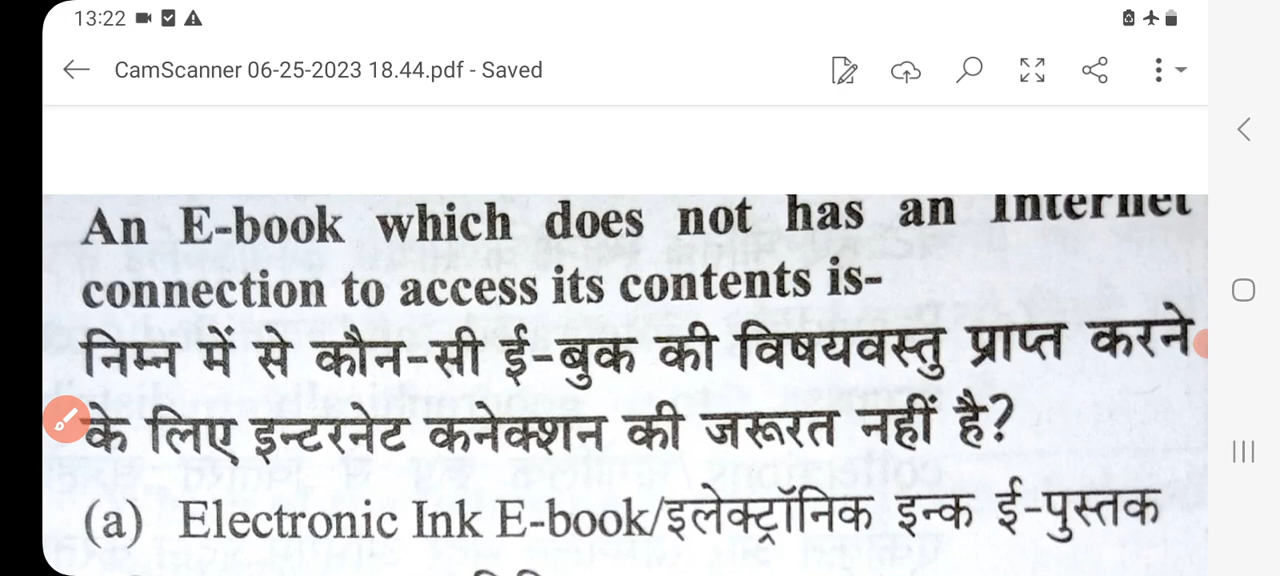 13:22
CamScanner 06-25-2023 18.44.pdf - Saved
An E-book which does not has an Internet
connection to access its contents is-
निम्न में से कौन-सी ई-बुक की विषयवस्तु प्राप्त करने
के लिए इन्टरनेट कनेक्शन की जरूरत नहीं है?
(a) Electronic Ink E-book/इलेक्ट्रॉनिक इन्क ई-पुस्तक